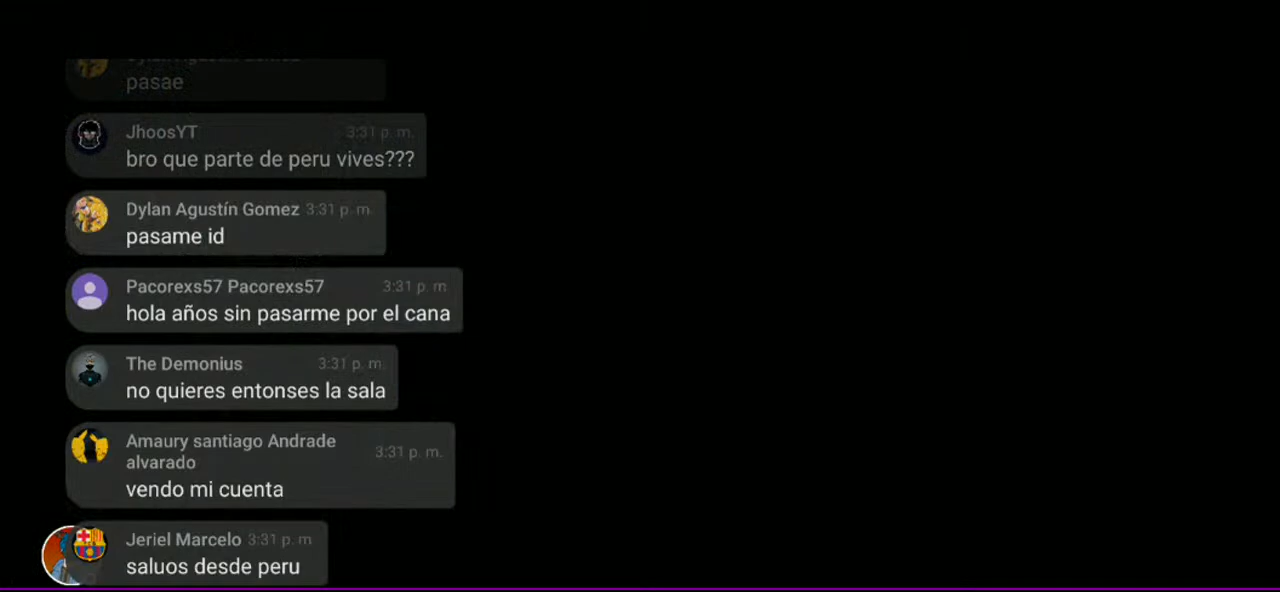 pasae
JhoosYT 3:31 p. m.
bro que parte de peru vives???
Dylan Agustín Gomez 3:31 p. m.
pasame id
Pacorexs57 Pacorexs57 3:31 p. m
hola años sin pasarme por el cana
The Demonius 3:31 p. m.
no quieres entonses la sala
Amaury santiago Andrade
alvarado 3:31 p. m.
vendo mi cuenta
Jeriel Marcelo 3:31 p. m
saluos desde peru